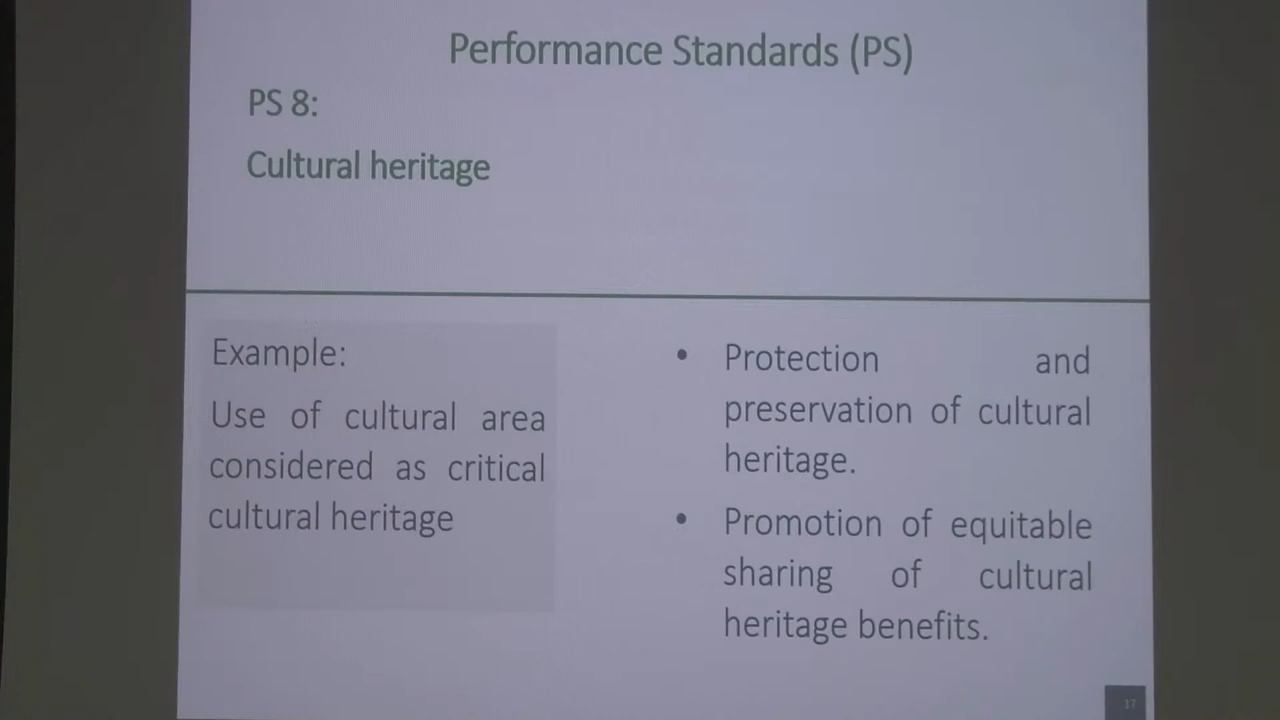 Performance Standards (PS)
PS 8:
Cultural heritage
Example:
Use of cultural area
considered as critical
cultural heritage
• Protection and
preservation of cultural
heritage.
• Promotion of equitable
sharing of cultural
heritage benefits.
17